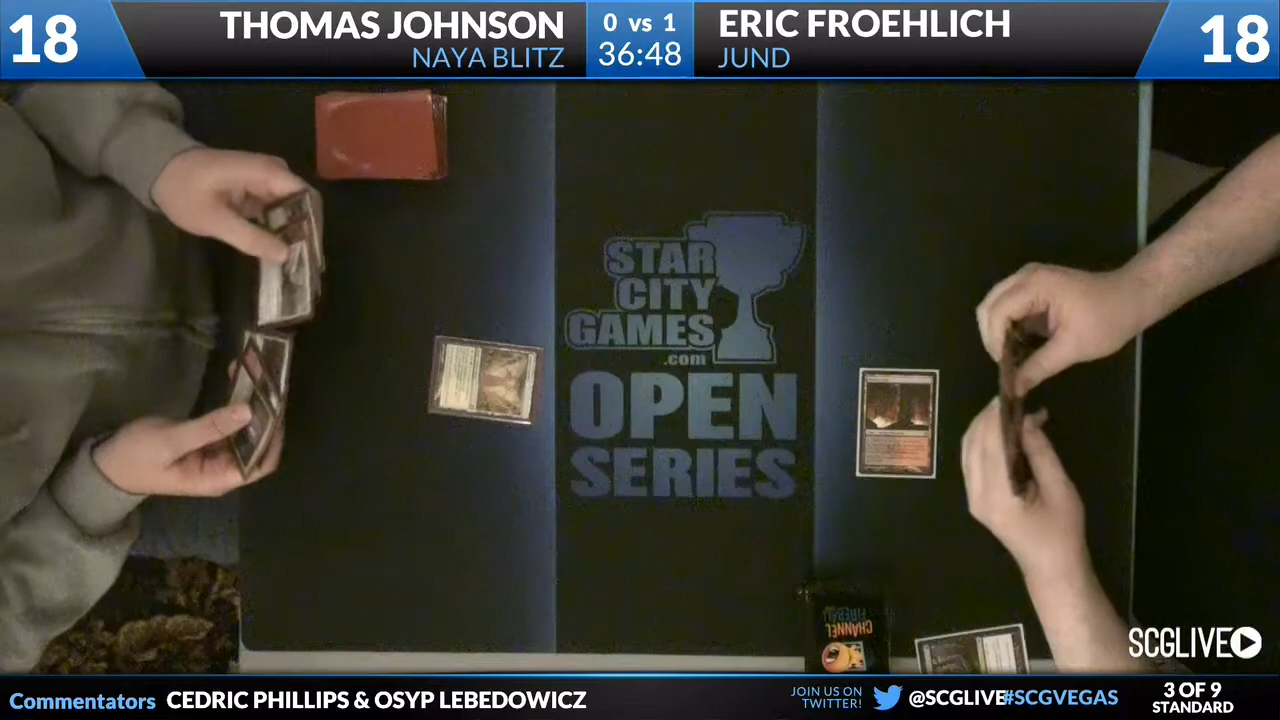 18
THOMAS JOHNSON
NAYA BLITZ
0 vs 1
36:48
ERIC FROEHLICH
JUND
18
STAR
CITY
GAMES
.com
OPEN
SERIES
CHANNEL
FIREBALL
SCGLIVE
Commentators CEDRIC PHILLIPS & OSYP LEBEDOWICZ
JOIN US ON
TWITTER!
@SCGLIVE#SCGVEGAS
3 OF 9
STANDARD